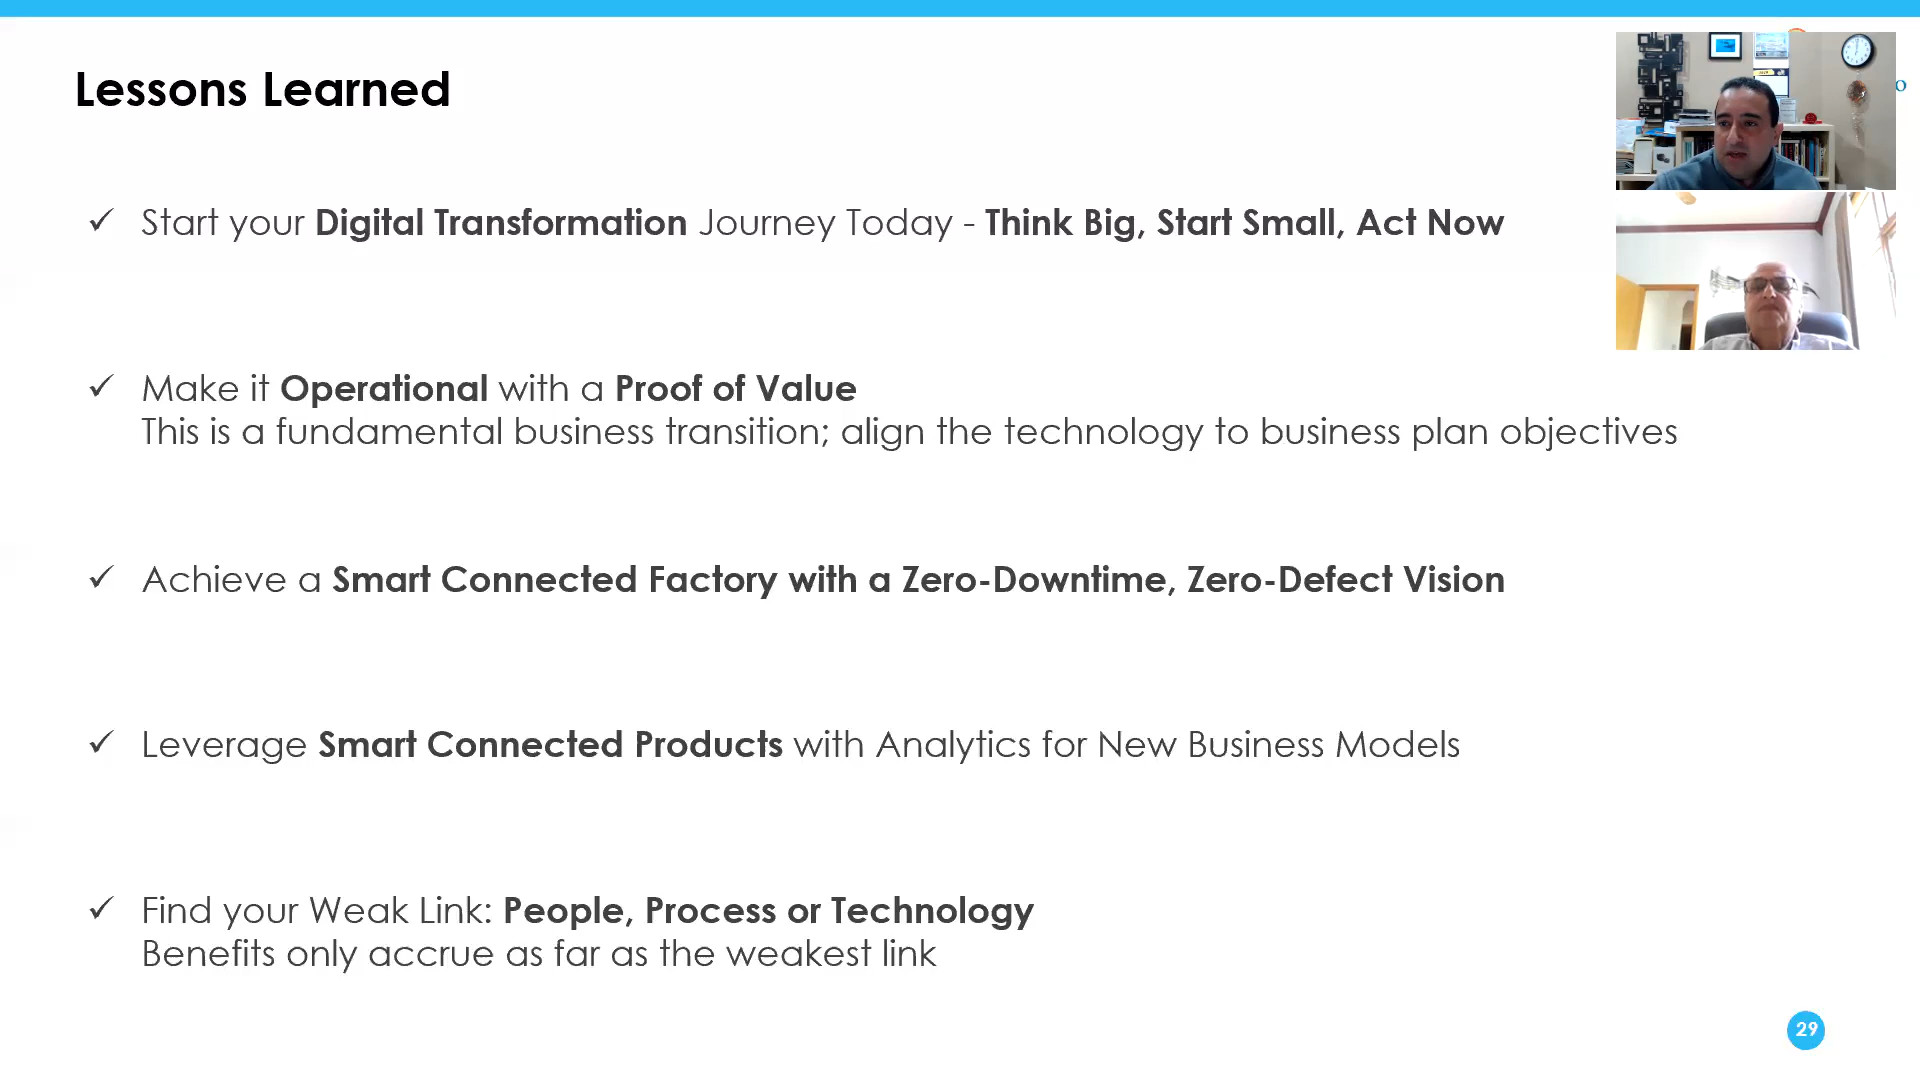 Lessons Learned
✓ Start your Digital Transformation Journey Today - Think Big, Start Small, Act Now
✓ Make it Operational with a Proof of Value
This is a fundamental business transition; align the technology to business plan objectives
✓ Achieve a Smart Connected Factory with a Zero-Downtime, Zero-Defect Vision
✓ Leverage Smart Connected Products with Analytics for New Business Models
✓ Find your Weak Link: People, Process or Technology
Benefits only accrue as far as the weakest link
29